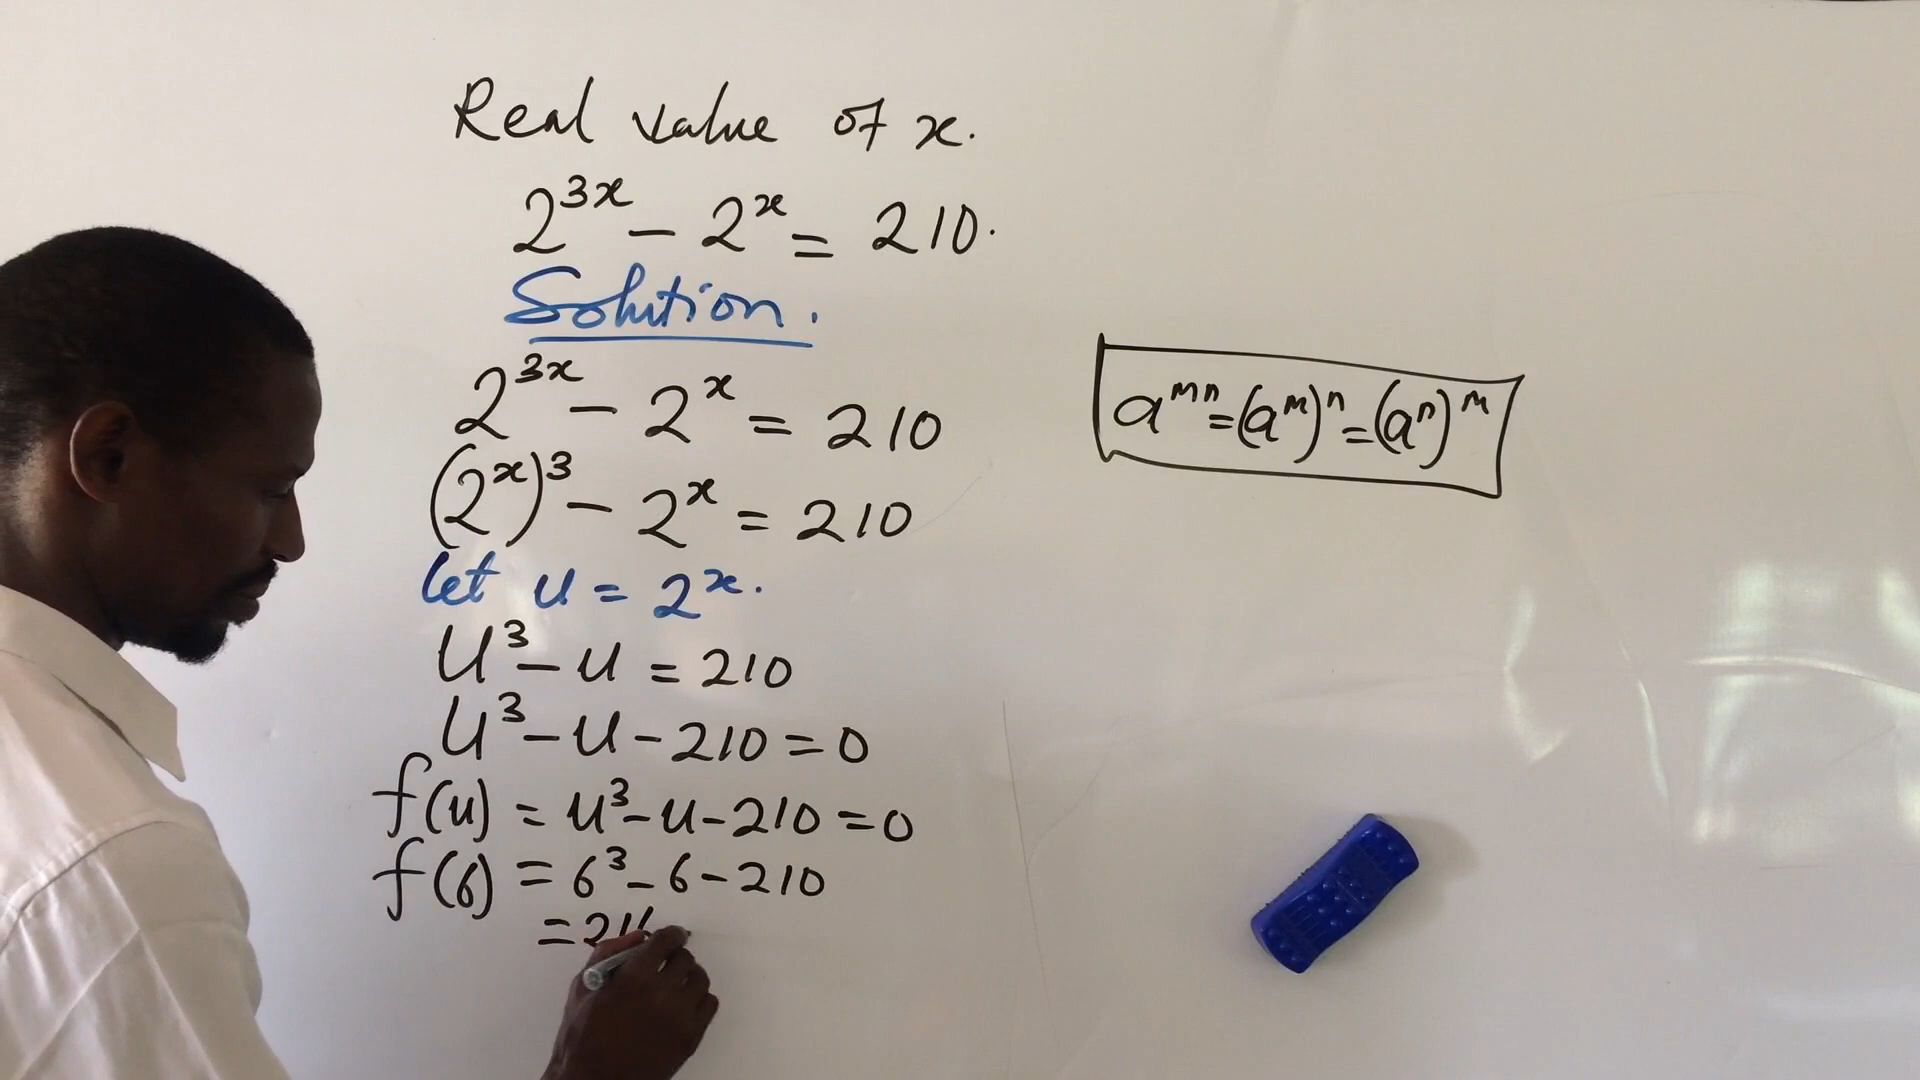 Real value of x.
2^{3x} - 2^x = 210.
Solution.
2^{3x} - 2^x = 210
(2^x)^3 - 2^x = 210
let u = 2^x.
u^3 - u = 210
u^3 - u - 210 = 0
f(u) = u^3 - u - 210 = 0
f(6) = 6^3 - 6 - 210
= 216
a^{mn} = (a^m)^n = (a^n)^m